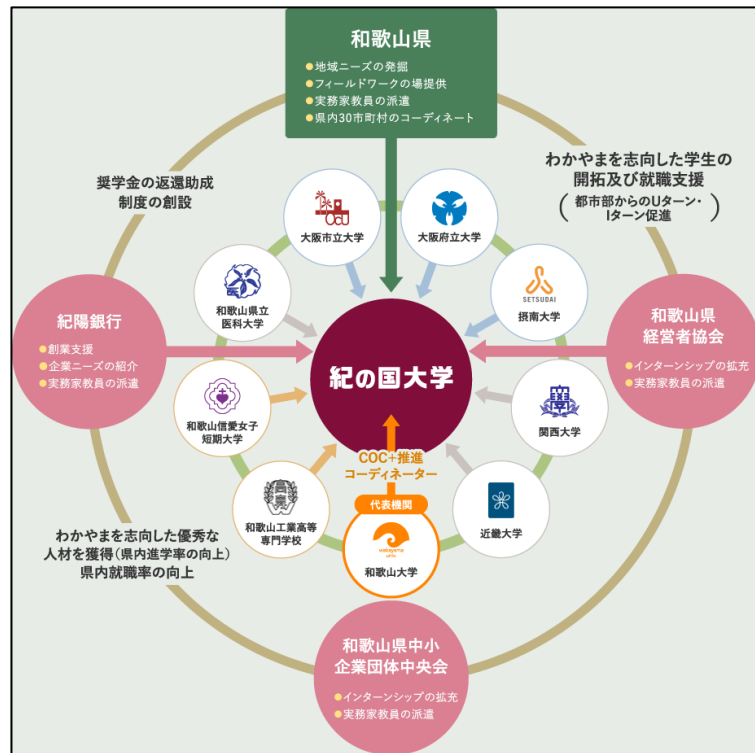 和歌山県
●地域ニーズの発掘
●フィールドワークの場提供
●実務家教員の派遣
●県内30市町村のコーディネート
奨学金の返還助成
制度の創設
わかやまを志向した学生の
開拓及び就職支援
(都市部からのUターン・
Iターン促進)
OCU
大阪市立大学
大阪府立大学
和歌山県立
医科大学
SETSUDAI
摂南大学
紀陽銀行
●創業支援
●企業ニーズの紹介
●実務家教員の派遣
紀の国大学
和歌山県
経営者協会
●インターンシップの拡充
●実務家教員の派遣
和歌山信愛女子
短期大学
関西大学
COC+推進
コーディネーター
和歌山工業高等
専門学校
代表機関
近畿大学
wakayama
univ.
和歌山大学
わかやまを志向した優秀な
人材を獲得(県内進学率の向上)
県内就職率の向上
和歌山県中小
企業団体中央会
●インターンシップの拡充
●実務家教員の派遣